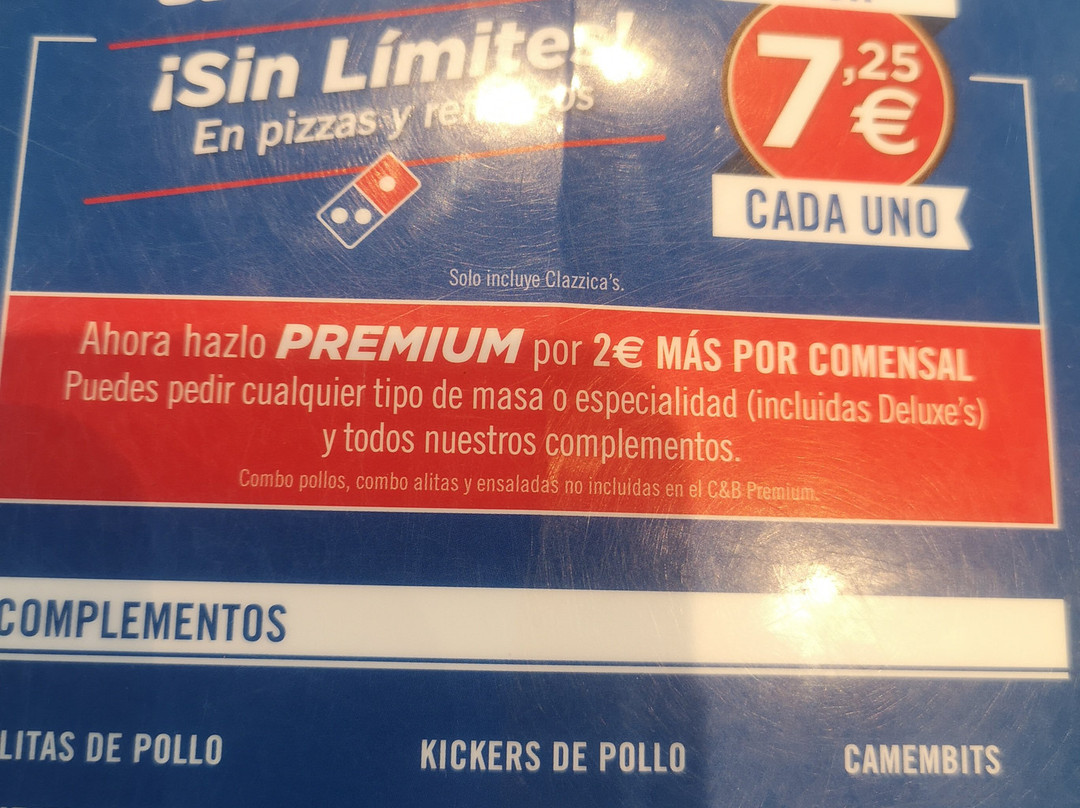 ¡Sin Límites!
7,25
€
En pizzas y refrescos
CADA UNO
Solo incluye Clazzica's.
Ahora hazlo PREMIUM por 2€ MÁS POR COMENSAL
Puedes pedir cualquier tipo de masa o especialidad (incluidas Deluxe's)
y todos nuestros complementos.
Combo pollos, combo alitas y ensaladas no incluídas en el C&B Premium.
COMPLEMENTOS
LITAS DE POLLO
KICKERS DE POLLO
CAMEMBITS